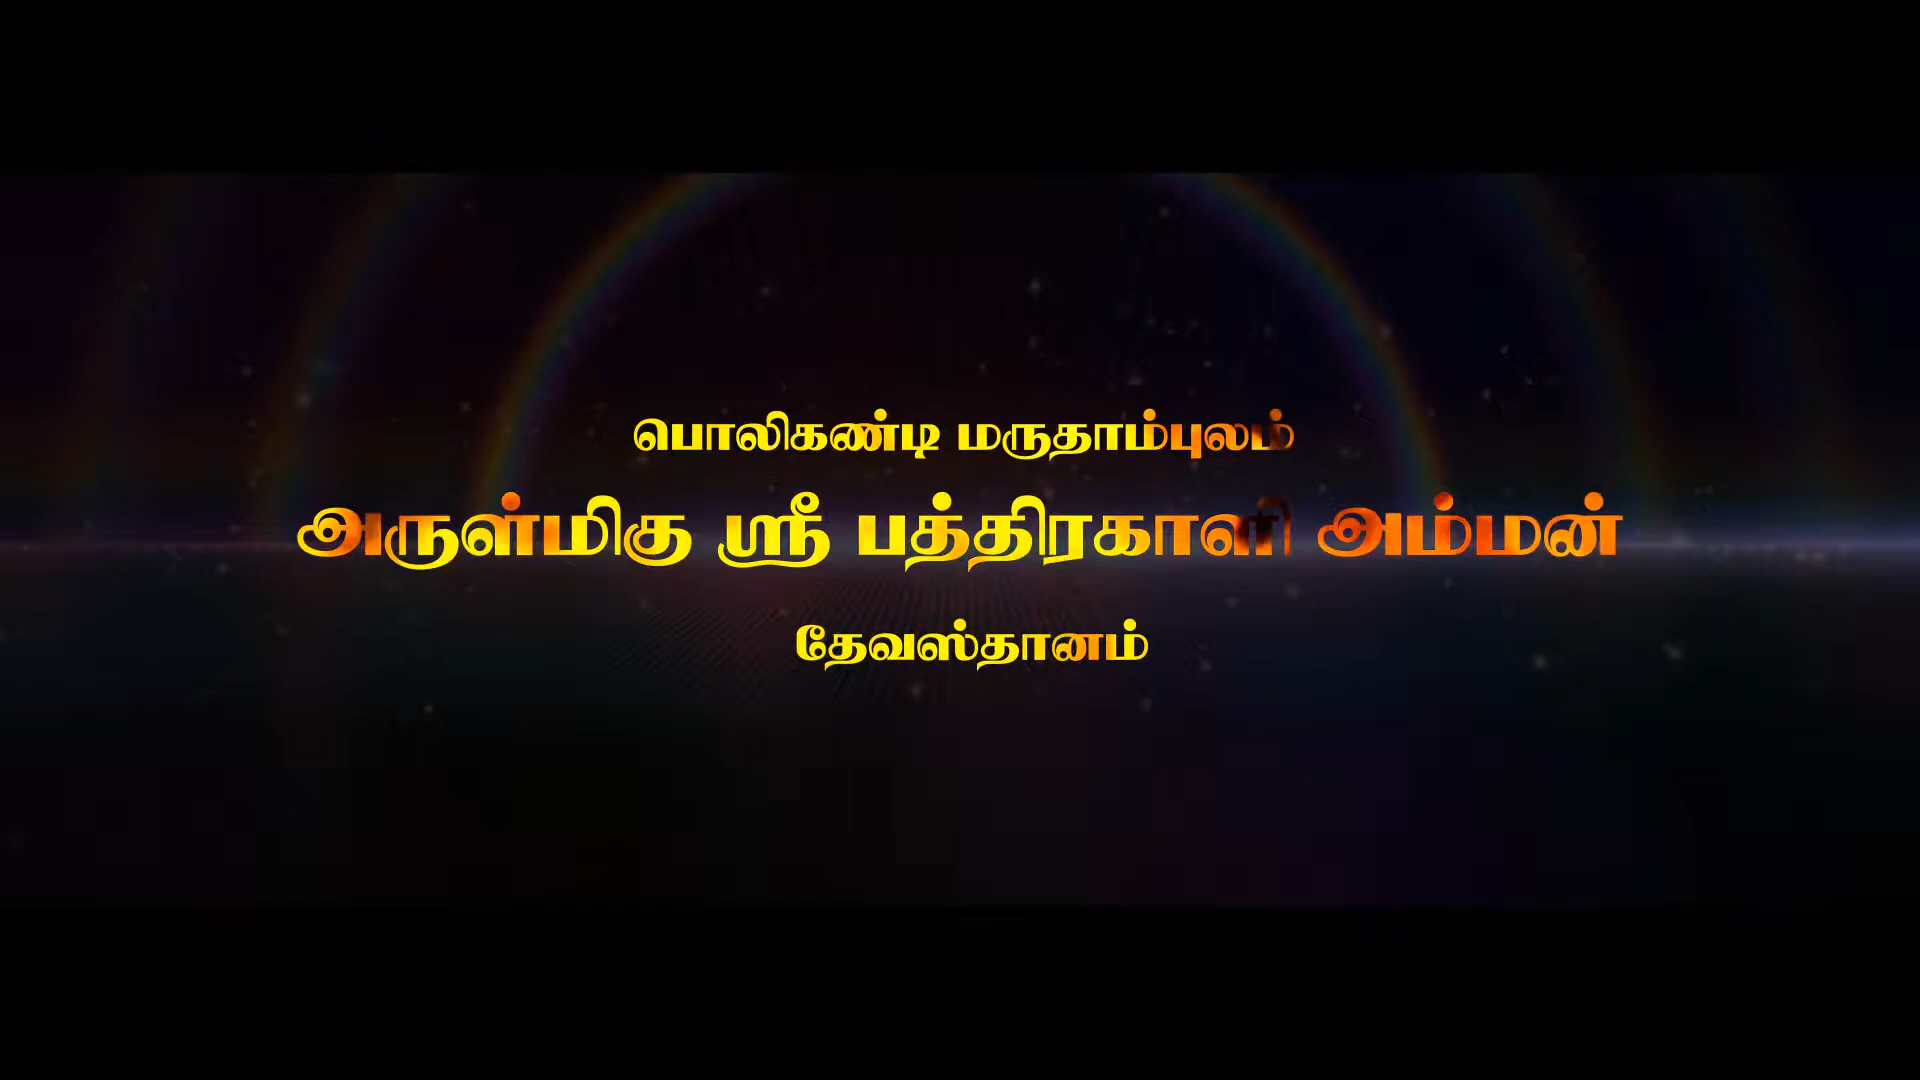 பொலிகண்டி மருதாம்புலம்
அருள்மிகு ஸ்ரீ பத்திரகாளி அம்மன்
தேவஸ்தானம்